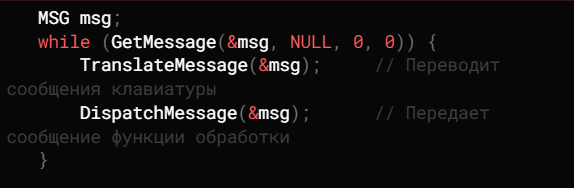 MSG msg;
while (GetMessage(&msg, NULL, 0, 0)) {
TranslateMessage(&msg); // Переводит
сообщения клавиатуры
DispatchMessage(&msg); // Передает
сообщение функции обработки
}